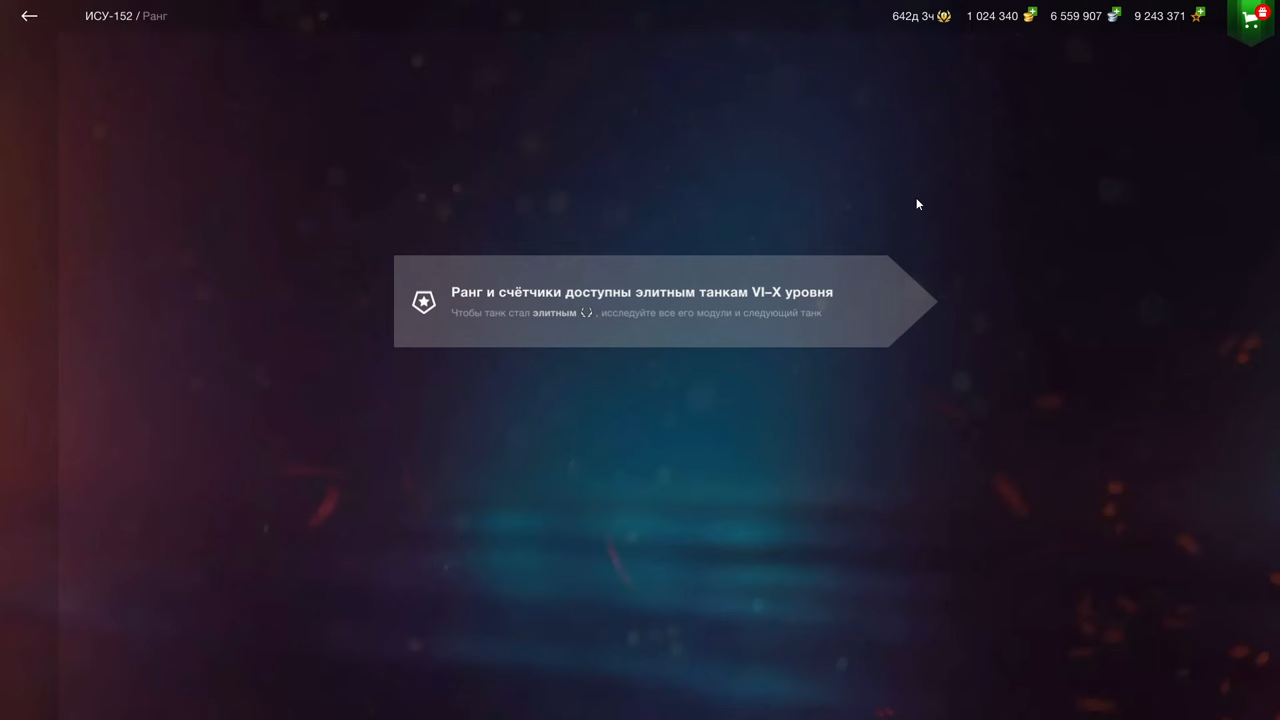 ИСУ-152 / Ранг
642д 3ч 1 024 340 6 559 907 9 243 371
Ранг и счётчики доступны элитным танкам VI–X уровня
Чтобы танк стал элитным , исследуйте все его модули и следующий танк